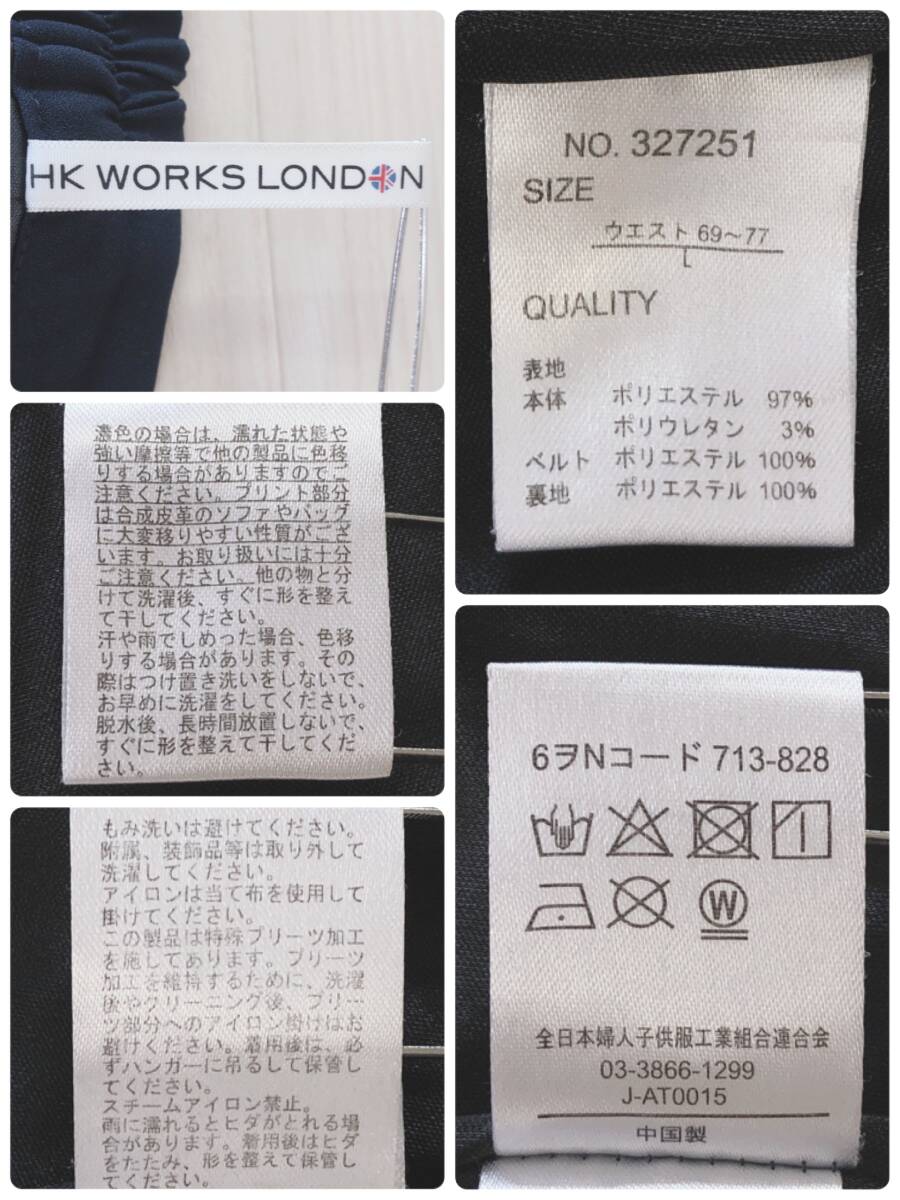 HK WORKS LONDON
NO. 327251
SIZE
ウエスト 69～77
L
QUALITY
表地
本体 ポリエステル 97%
ポリウレタン 3%
ベルト ポリエステル 100%
裏地 ポリエステル 100%
濃色の場合は、濡れた状態や
強い摩擦等で他の製品に色移
りする場合がありますのでご
注意ください。プリント部分
は合成皮革のソファやバッグ
に大変移りやすい性質がござ
います。お取り扱いには十分
ご注意ください。他の物と分
けて洗濯後、すぐに形を整え
て干してください。
汗や雨でしめった場合、色移
りする場合があります。その
際はつけ置き洗いをしないで、
お早めに洗濯をしてください。
脱水後、長時間放置しないで、
すぐに形を整えて干してくだ
さい。
もみ洗いは避けてください。
附属、装飾品等は取り外して
洗濯してください。
アイロンは当て布を使用して
掛けてください。
この製品は特殊プリーツ加工
を施してあります。プリーツ
加工を維持するために、洗濯
後やクリーニング後、プリー
ツ部分へのアイロン掛けはお
避けください。着用後は、必
ずハンガーに吊るして保管し
てください。
スチームアイロン禁止。
雨に濡れるとヒダがとれる場
合があります。着用後はヒダ
をたたみ、形を整えて保管し
てください。
6ヲNコード 713-828
W
全日本婦人子供服工業組合連合会
03-3866-1299
J-AT0015
中国製